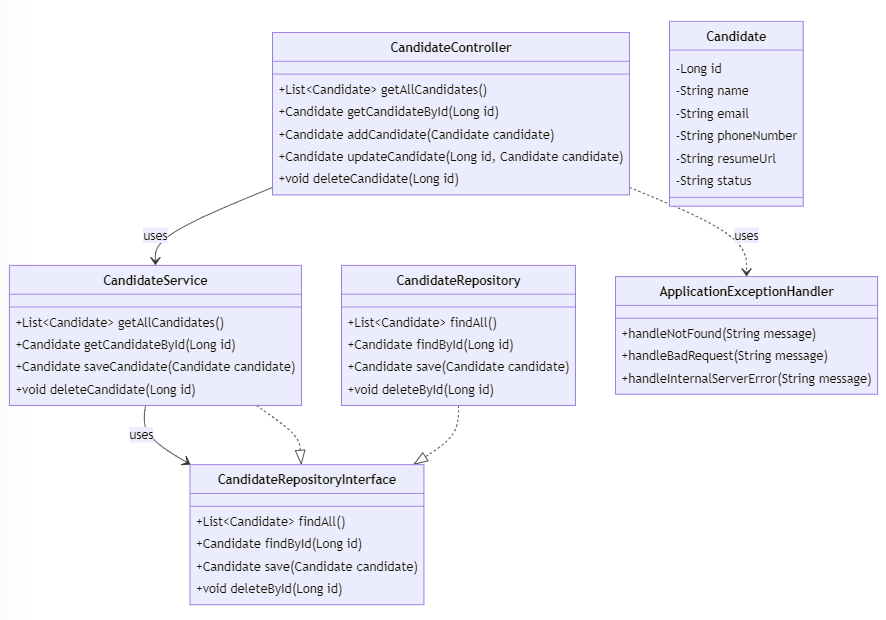 CandidateController
+List<Candidate> getAllCandidates()
+Candidate getCandidateById(Long id)
+Candidate addCandidate(Candidate candidate)
+Candidate updateCandidate(Long id, Candidate candidate)
+void deleteCandidate(Long id)
Candidate
-Long id
-String name
-String email
-String phoneNumber
-String resumeUrl
-String status
uses
uses
CandidateService
+List<Candidate> getAllCandidates()
+Candidate getCandidateById(Long id)
+Candidate saveCandidate(Candidate candidate)
+void deleteCandidate(Long id)
CandidateRepository
+List<Candidate> findAll()
+Candidate findById(Long id)
+Candidate save(Candidate candidate)
+void deleteById(Long id)
ApplicationExceptionHandler
+handleNotFound(String message)
+handleBadRequest(String message)
+handleInternalServerError(String message)
uses
CandidateRepositoryInterface
+List<Candidate> findAll()
+Candidate findById(Long id)
+Candidate save(Candidate candidate)
+void deleteById(Long id)